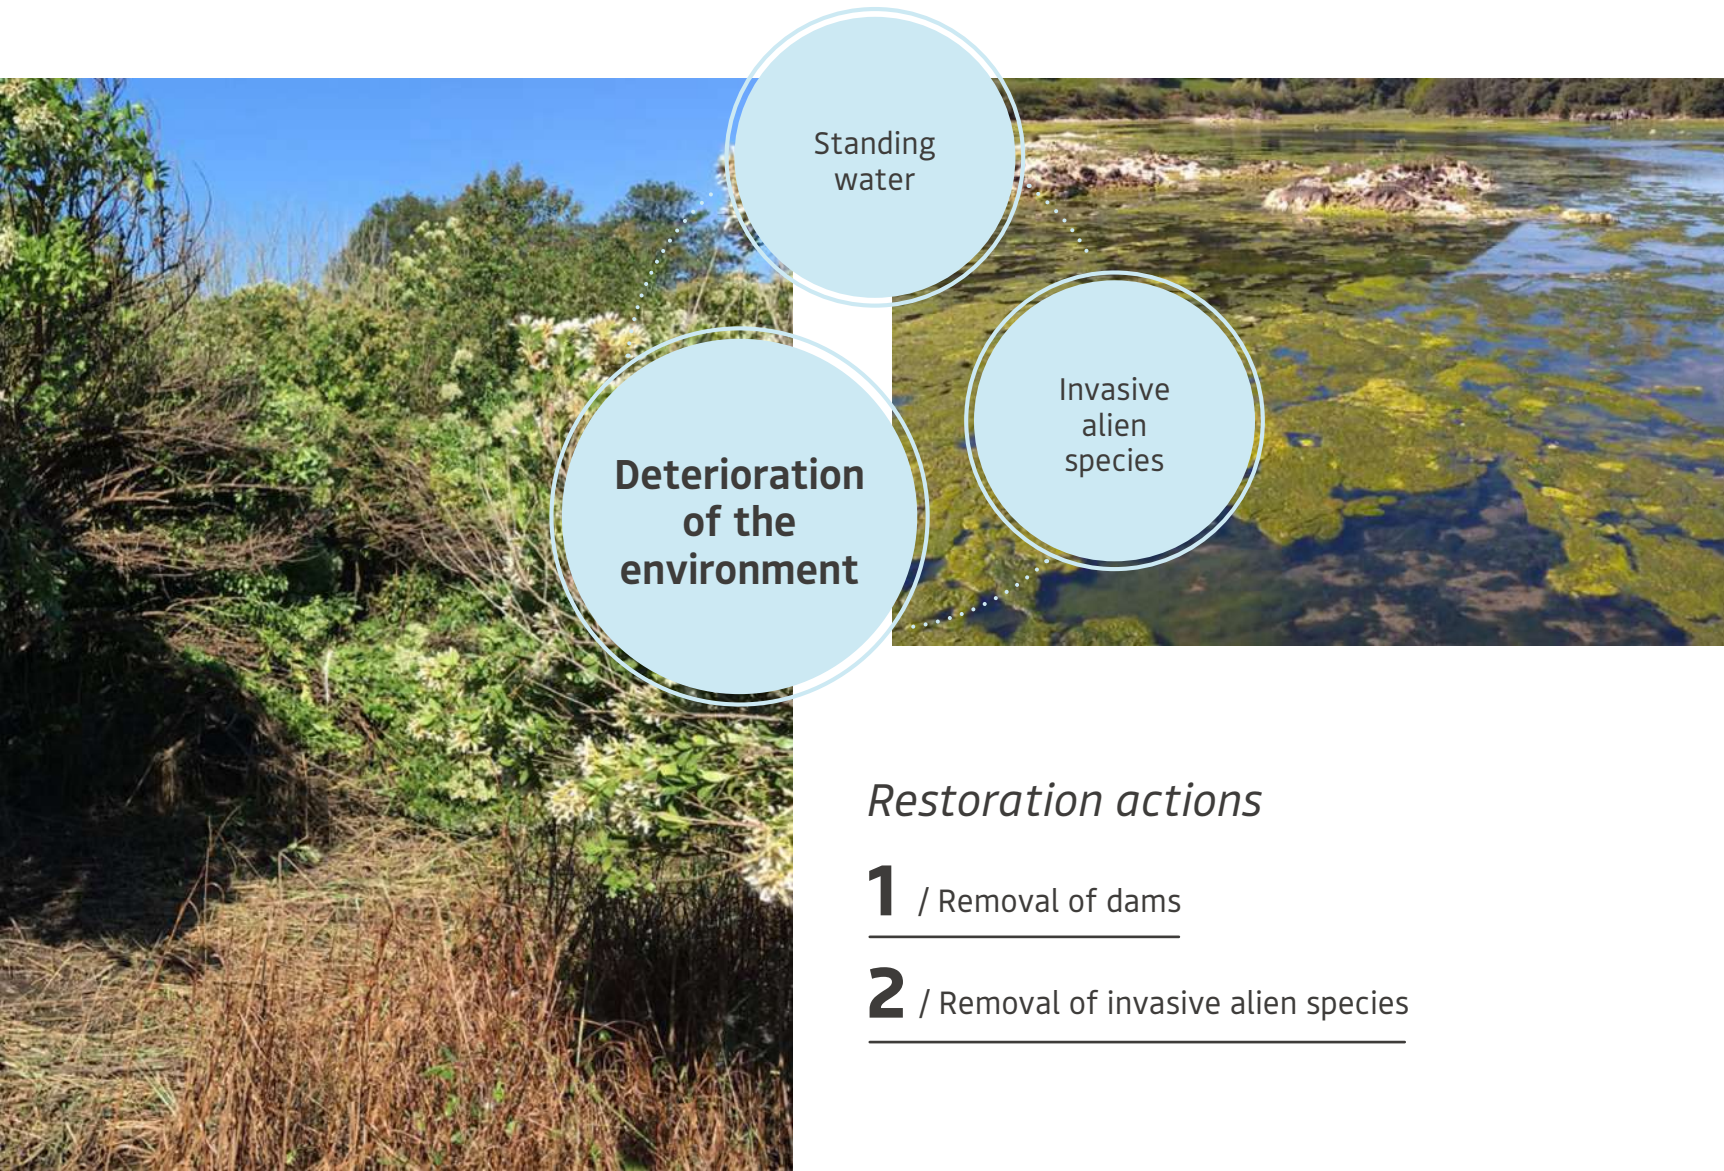 Standing
water
Invasive
alien
species
Deterioration
of the
environment
Restoration actions
1 / Removal of dams
2 / Removal of invasive alien species